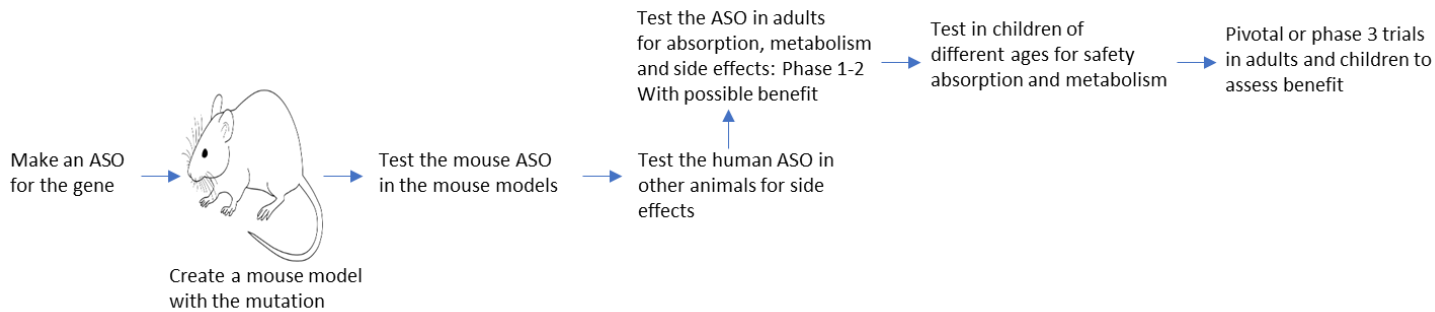 Make an ASO
for the gene
Create a mouse model
with the mutation
Test the mouse ASO
in the mouse models
Test the human ASO in
other animals for side
effects
Test the ASO in adults
for absorption, metabolism
and side effects: Phase 1-2
With possible benefit
Test in children of
different ages for safety
absorption and metabolism
Pivotal or phase 3 trials
in adults and children to
assess benefit